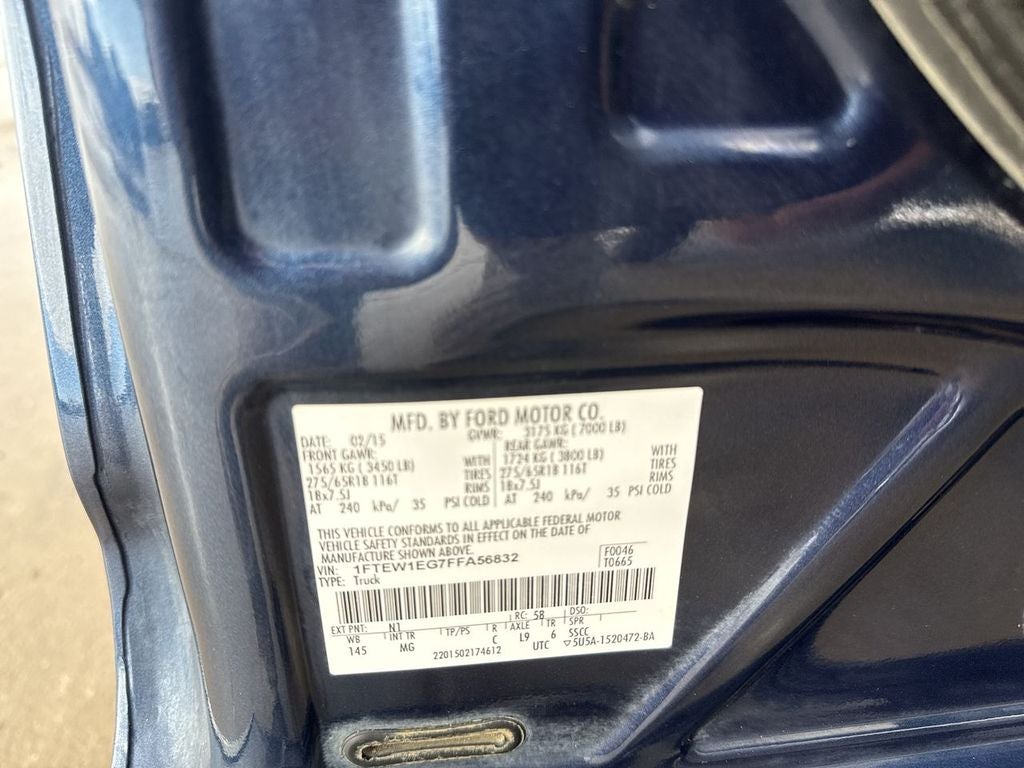 MFD. BY FORD MOTOR CO.
DATE: 02/15 GVWR: 3175 KG ( 7000 LB)
FRONT GAWR: REAR GAWR:
1565 KG ( 3450 LB) WITH 1724 KG ( 3800 LB) WITH
275/65R18 116T TIRES 275/65R18 116T TIRES
18x7.5J RIMS 18x7.5J RIMS
AT 240 kPa/ 35 PSI COLD AT 240 kPa/ 35 PSI COLD
THIS VEHICLE CONFORMS TO ALL APPLICABLE FEDERAL MOTOR
VEHICLE SAFETY STANDARDS IN EFFECT ON THE DATE OF
MANUFACTURE SHOWN ABOVE.
VIN: 1FTEW1EG7FFA56832 F0046
TYPE: Truck T0665
EXT PNT: N1 RC: 58 DSO:
WB INT TR TP/PS R AXLE TR SPR
145 MG C L9 6 SSCC
2201502174612 UTC ▽5U5A-1520472-BA